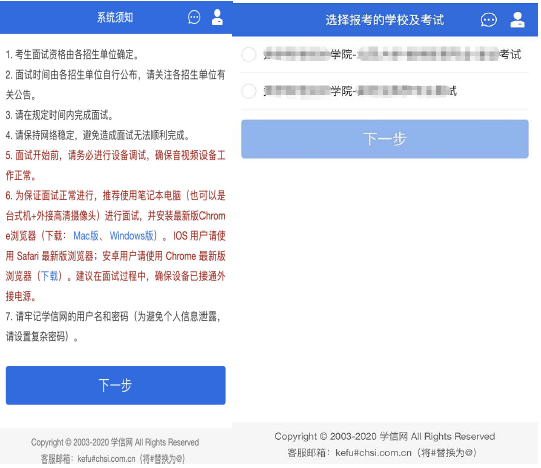 系统须知
1. 考生面试资格由各招生单位确定。
2. 面试时间由各招生单位自行公布，请关注各招生单位有
关公告。
3. 请在规定时间内完成面试。
4. 请保持网络稳定，避免造成面试无法顺利完成。
5. 面试开始前，请务必进行设备调试，确保音视频设备工
作正常。
6. 为保证面试正常进行，推荐使用笔记本电脑（也可以是
台式机+外接高清摄像头）进行面试，并安装最新版Chrom
e浏览器（下载： Mac版、 Windows版）。 IOS 用户请使
用 Safari 最新版浏览器；安卓用户请使用 Chrome 最新版
浏览器（下载）。建议在面试过程中，确保设备已接通外
接电源。
7. 请牢记学信网的用户名和密码（为避免个人信息泄露，
请设置复杂密码）。
下一步
Copyright © 2003-2020 学信网 All Rights Reserved
客服邮箱：kefu#chsi.com.cn（将#替换为@）
选择报考的学校及考试
学院-考试
学院-试
下一步
Copyright © 2003-2020 学信网 All Rights Reserved
客服邮箱：kefu#chsi.com.cn（将#替换为@）